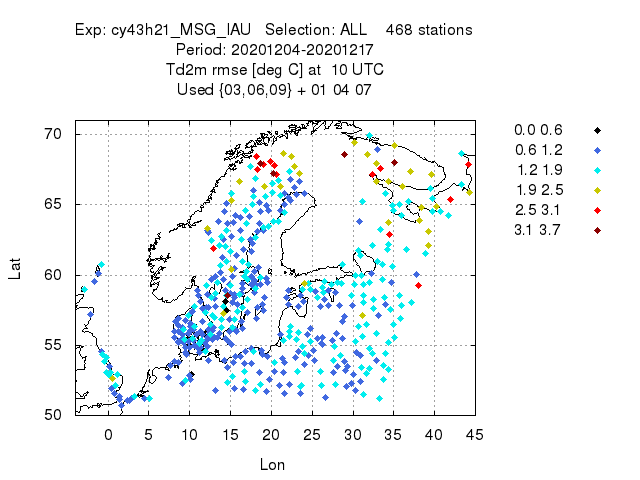 Exp: cy43h21_MSG_IAU Selection: ALL 468 stations
Period: 20201204-20201217
Td2m rmse [deg C] at 10 UTC
Used {03,06,09} + 01 04 07
0.0 0.6
0.6 1.2
1.2 1.9
1.9 2.5
2.5 3.1
3.1 3.7
Lat
70
65
60
55
50
0 5 10 15 20 25 30 35 40 45
Lon